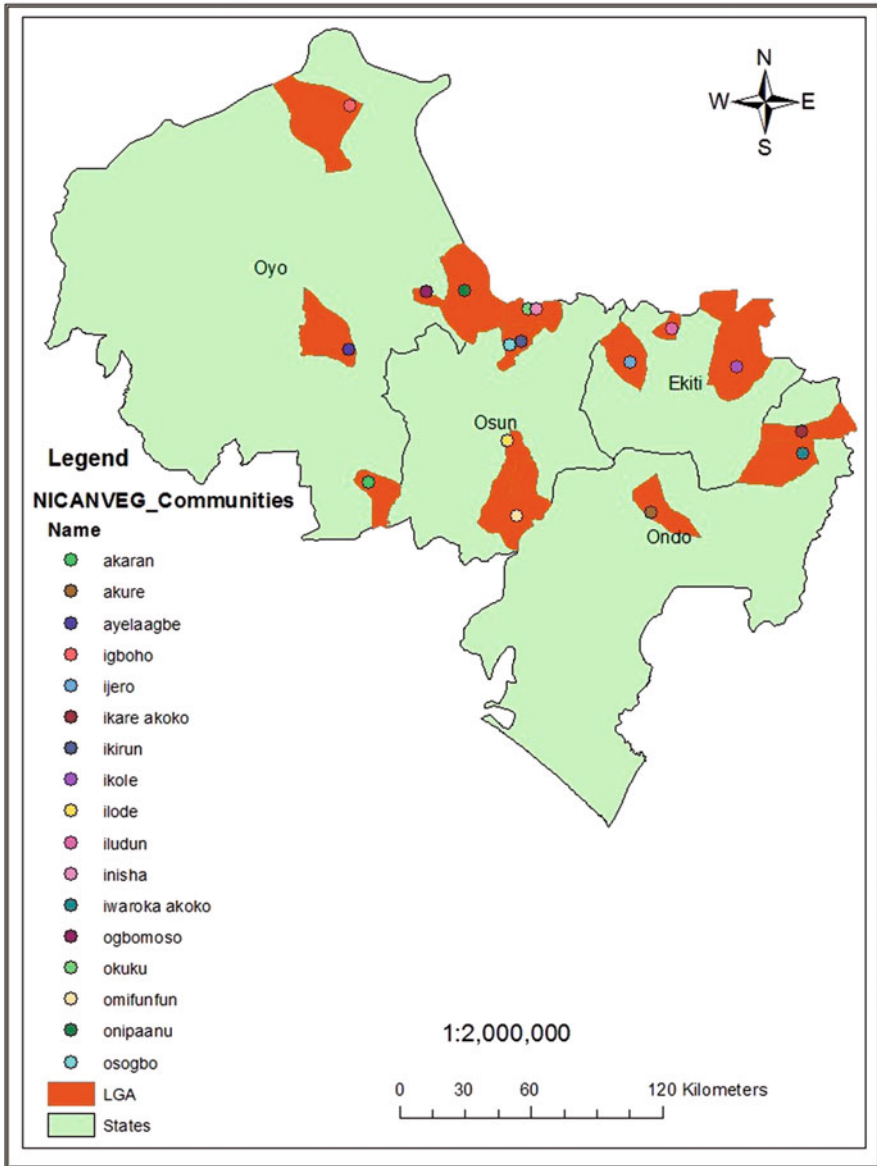 N
W E
S
Oyo
Ekiti
Osun
Ondo
Legend
NICANVEG_Communities
Name
akaran
akure
ayelaagbe
igboho
ijero
ikare akoko
ikirun
ikole
ilode
iludun
inisha
iwaroka akoko
ogbomoso
okuku
omifunfun
onipaanu
osogbo
LGA
States
1:2,000,000
0 30 60 120 Kilometers